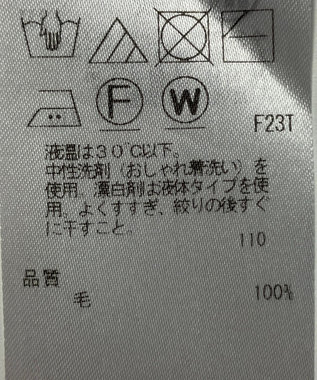 F
W
F23T
液温は30℃以下。
中性洗剤（おしゃれ着洗い）を
使用。漂白剤は液体タイプを使
用。よくすすぎ、絞りの後すぐ
に干すこと。
110
品質
毛 100%